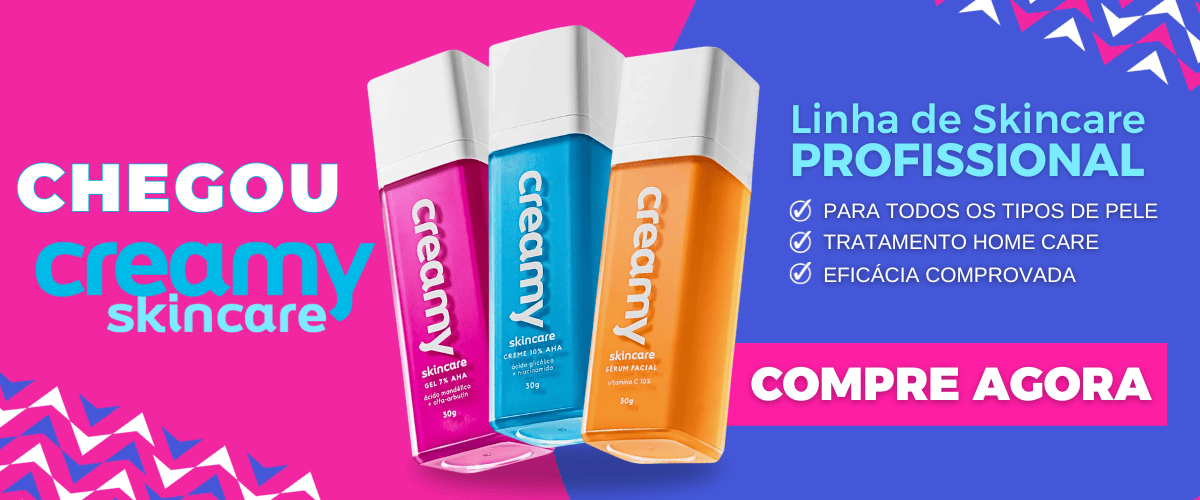 CHEGOU
creamy
skincare
creamy
skincare
GEL 7% AHA
ácido mandélico
+ alfa-arbutin
30g
creamy
skincare
CREME 10% AHA
ácido glicólico
+ niacinamida
30g
creamy
skincare
SÉRUM FACIAL
vitamina C 10%
30g
Linha de Skincare
PROFISSIONAL
PARA TODOS OS TIPOS DE PELE
TRATAMENTO HOME CARE
EFICÁCIA COMPROVADA
COMPRE AGORA